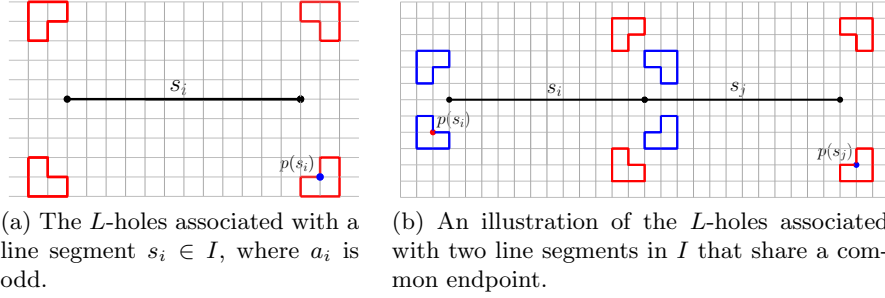 s_i
p(s_i)
s_i
s_j
p(s_i)
p(s_j)
(a) The L-holes associated with a
line segment s_i ∈ I, where a_i is
odd.
(b) An illustration of the L-holes associated
with two line segments in I that share a com-
mon endpoint.